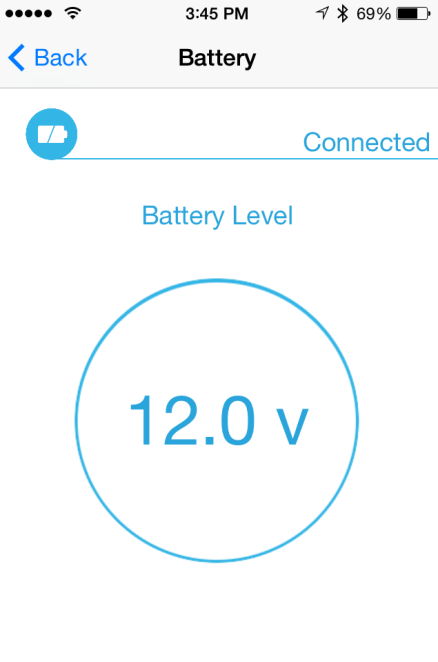 3:45 PM 69%
Back Battery
Connected
Battery Level
12.0 v